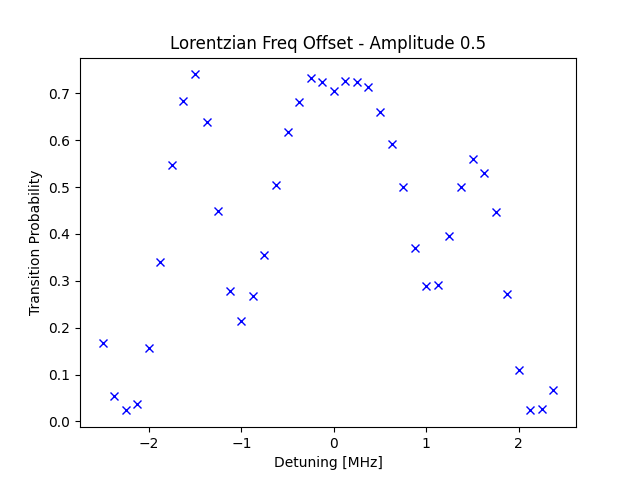 Lorentzian Freq Offset - Amplitude 0.5
Transition Probability
0.7
0.6
0.5
0.4
0.3
0.2
0.1
0.0
−2 −1 0 1 2
Detuning [MHz]